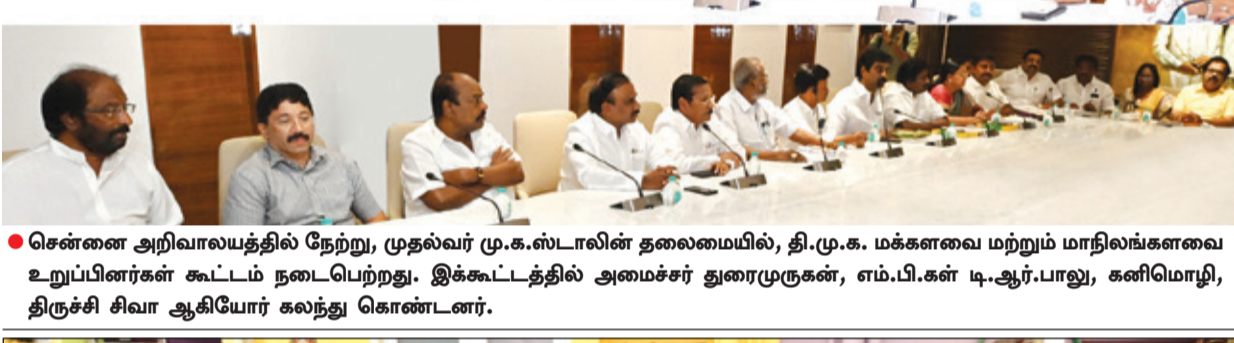 சென்னை அறிவாலயத்தில் நேற்று, முதல்வர் மு.க.ஸ்டாலின் தலைமையில், தி.மு.க. மக்களவை மற்றும் மாநிலங்களவை
உறுப்பினர்கள் கூட்டம் நடைபெற்றது. இக்கூட்டத்தில் அமைச்சர் துரைமுருகன், எம்.பி.கள் டி.ஆர்.பாலு, கனிமொழி,
திருச்சி சிவா ஆகியோர் கலந்து கொண்டனர்.